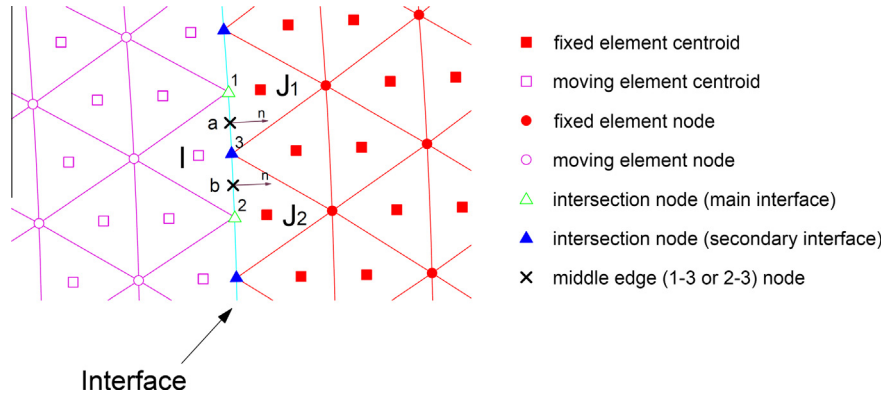 1
J1
n
a
3
I
n
b
2
J2
Interface
fixed element centroid
moving element centroid
fixed element node
moving element node
intersection node (main interface)
intersection node (secondary interface)
middle edge (1-3 or 2-3) node